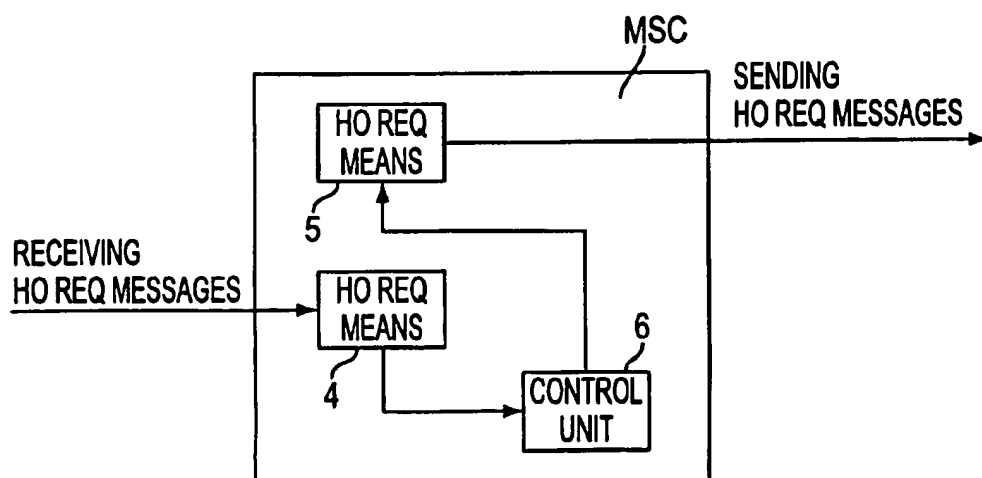 MSC
SENDING
HO REQ MESSAGES
HO REQ
MEANS
5
RECEIVING
HO REQ MESSAGES
HO REQ
MEANS
4
6
CONTROL
UNIT